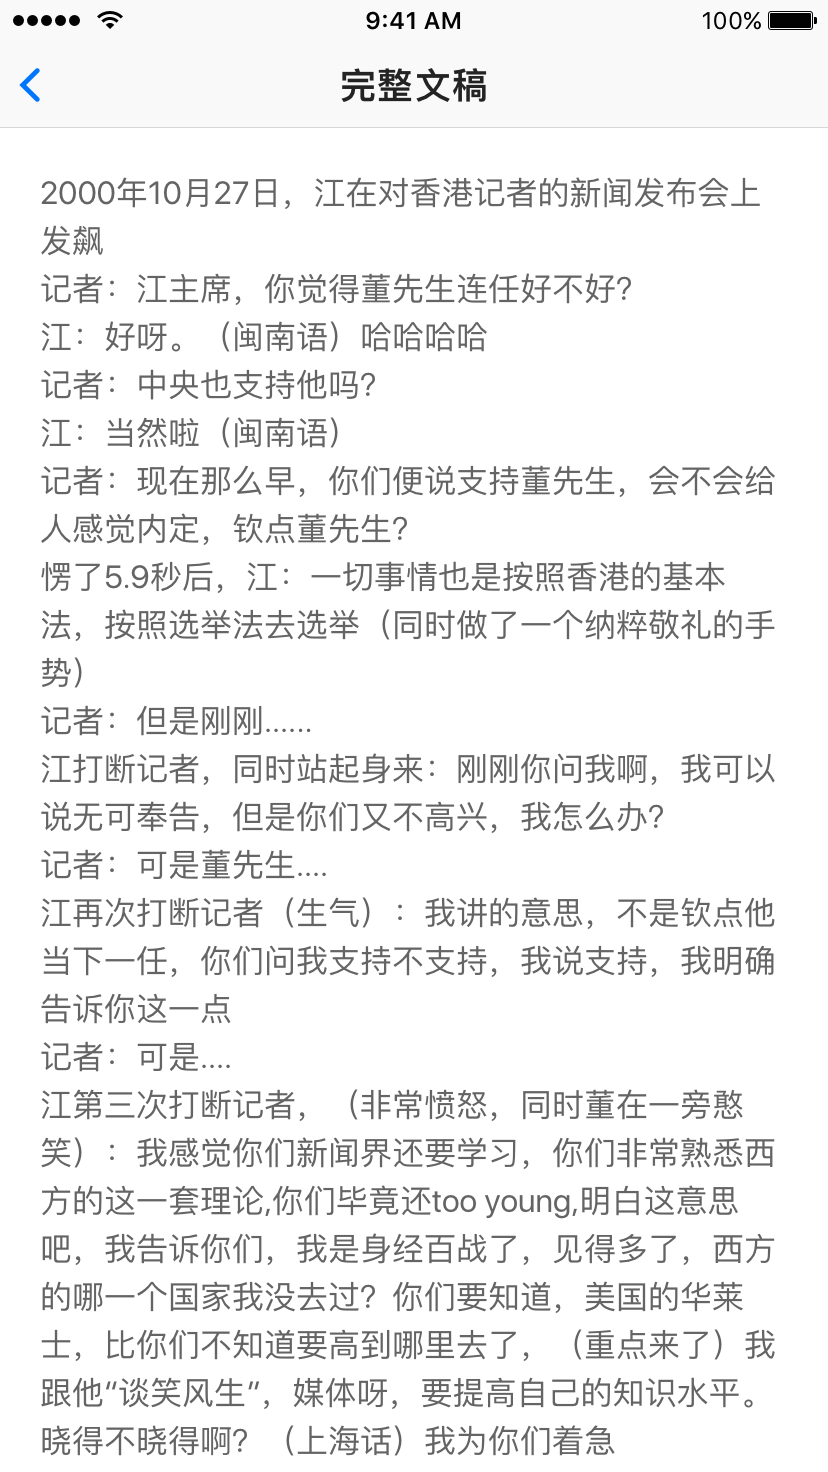 9:41 AM
100%
完整文稿
2000年10月27日，江在对香港记者的新闻发布会上
发飙
记者：江主席，你觉得董先生连任好不好？
江：好呀。（闽南语）哈哈哈哈
记者：中央也支持他吗？
江：当然啦（闽南语）
记者：现在那么早，你们便说支持董先生，会不会给
人感觉内定，钦点董先生？
愣了5.9秒后，江：一切事情也是按照香港的基本
法，按照选举法去选举（同时做了一个纳粹敬礼的手
势）
记者：但是刚刚......
江打断记者，同时站起身来：刚刚你问我啊，我可以
说无可奉告，但是你们又不高兴，我怎么办？
记者：可是董先生....
江再次打断记者（生气）：我讲的意思，不是钦点他
当下一任，你们问我支持不支持，我说支持，我明确
告诉你这一点
记者：可是....
江第三次打断记者，（非常愤怒，同时董在一旁憨
笑）：我感觉你们新闻界还要学习，你们非常熟悉西
方的这一套理论,你们毕竟还too young,明白这意思
吧，我告诉你们，我是身经百战了，见得多了，西方
的哪一个国家我没去过？你们要知道，美国的华莱
士，比你们不知道要高到哪里去了，（重点来了）我
跟他“谈笑风生”，媒体呀，要提高自己的知识水平。
晓得不晓得啊？（上海话）我为你们着急